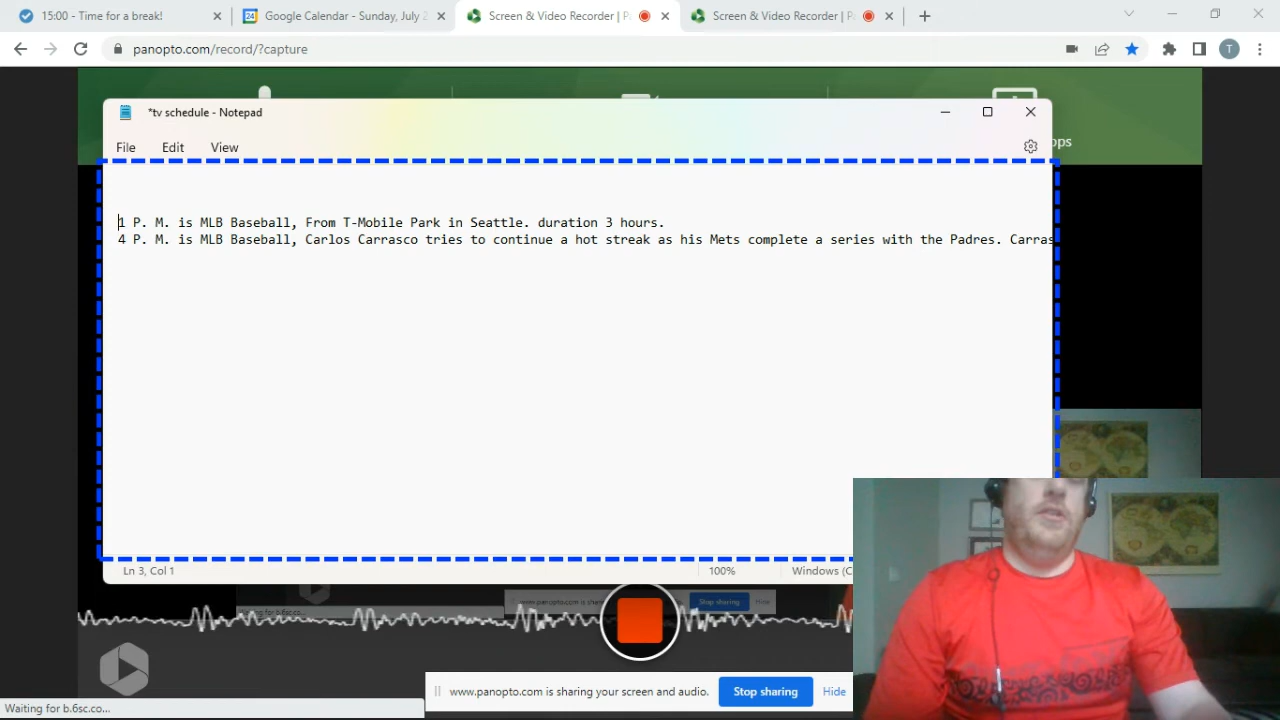 15:00 - Time for a break!
Google Calendar - Sunday, July 2
Screen & Video Recorder | P
Screen & Video Recorder | P
panopto.com/record/?capture
T
*tv schedule - Notepad
File Edit View
ops
1 P. M. is MLB Baseball, From T-Mobile Park in Seattle. duration 3 hours.
4 P. M. is MLB Baseball, Carlos Carrasco tries to continue a hot streak as his Mets complete a series with the Padres. Carras
Ln 3, Col 1
100%
Windows (C
Stop sharing
Hide
www.panopto.com is sharing your screen and audio.
Stop sharing
Hide
Waiting for b.6sc.co...